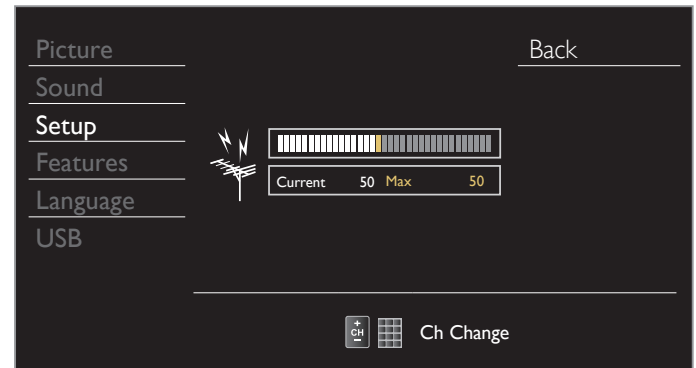 Picture
Back
Sound
Setup
Features
Current 50 Max 50
Language
USB
+
CH
−
Ch Change